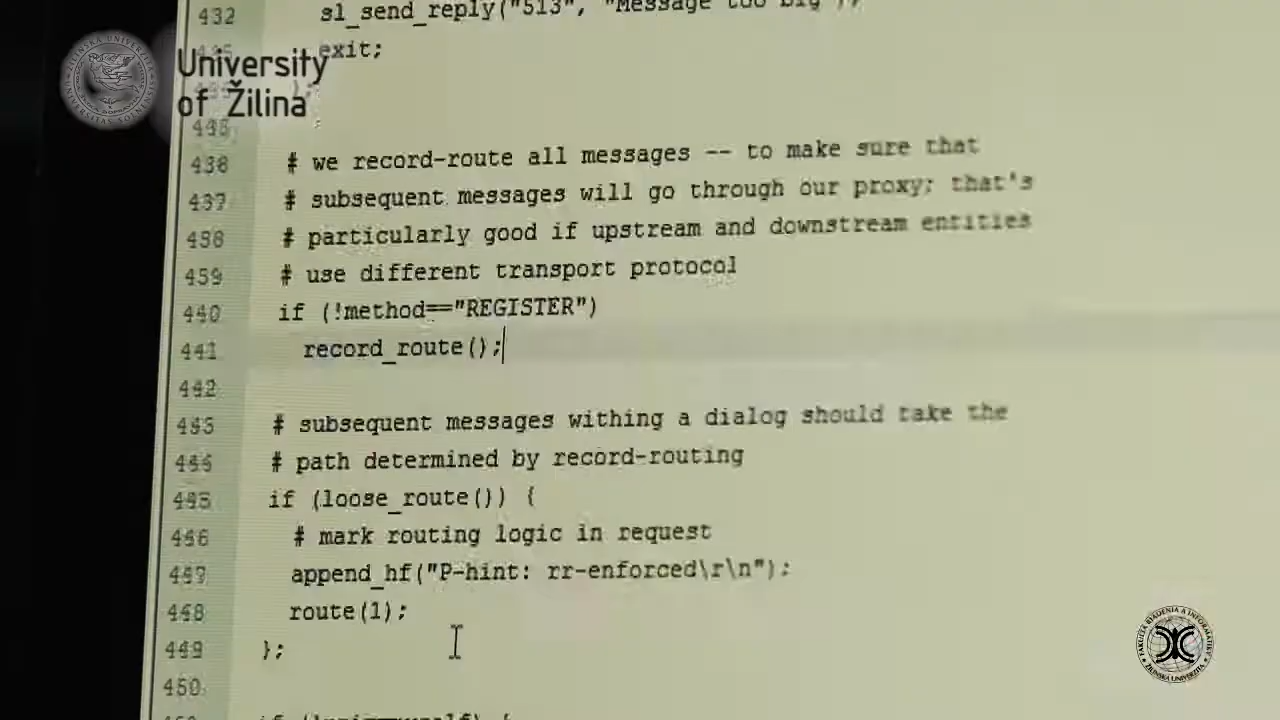 432 sl_send_reply("513", "Message too big");
exit;
University
of Žilina
436 # we record-route all messages -- to make sure that
437 # subsequent messages will go through our proxy; that's
438 # particularly good if upstream and downstream entities
439 # use different transport protocol
440 if (!method=="REGISTER")
441 record_route();
442
443 # subsequent messages withing a dialog should take the
444 # path determined by record-routing
445 if (loose_route()) {
446 # mark routing logic in request
447 append_hf("P-hint: rr-enforced\r\n");
448 route(1);
449 };
450